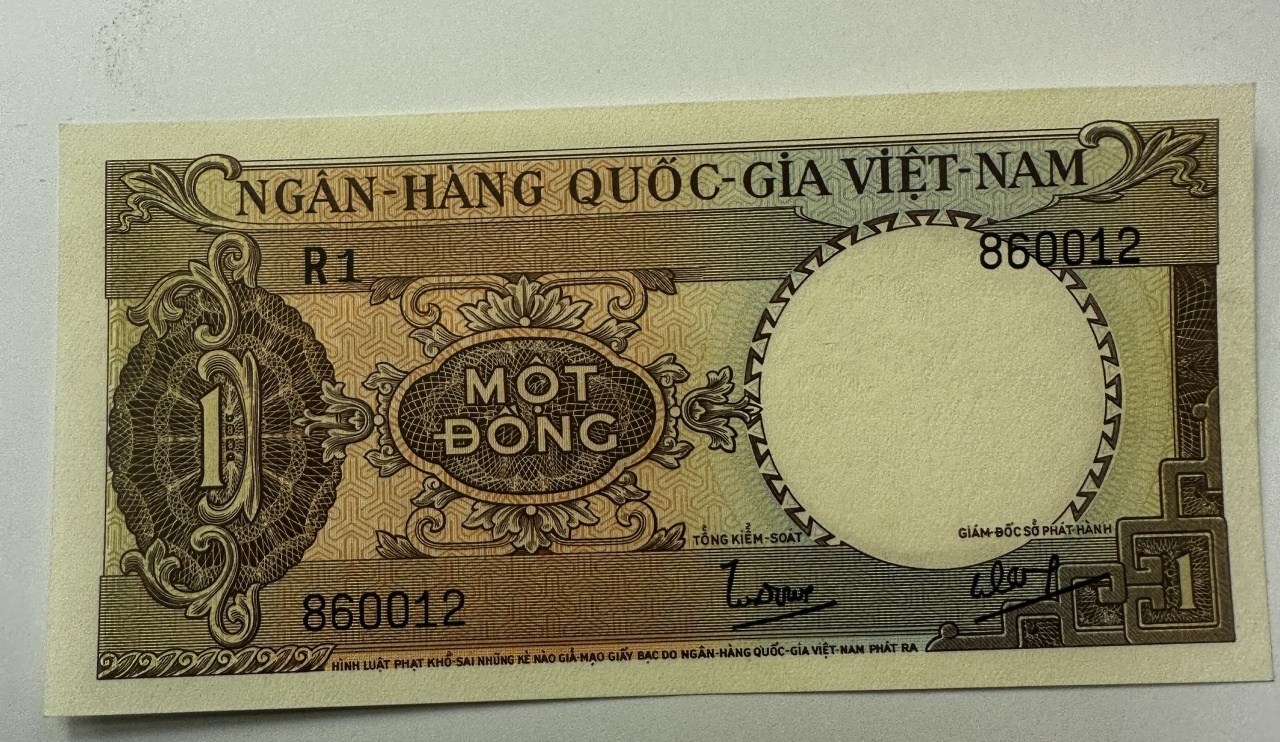 NGÂN-HÀNG QUỐC-GIA VIỆT-NAM
R1
860012
1
MỘT
ĐỒNG
TỔNG KIỂM-SOÁT
GIÁM-ĐỐC SỞ PHÁT-HÀNH
860012
1
HÌNH LUẬT PHẠT KHỔ-SAI NHỮNG KẺ NÀO GIẢ-MẠO GIẤY BẠC DO NGÂN-HÀNG QUỐC-GIA VIỆT-NAM PHÁT RA